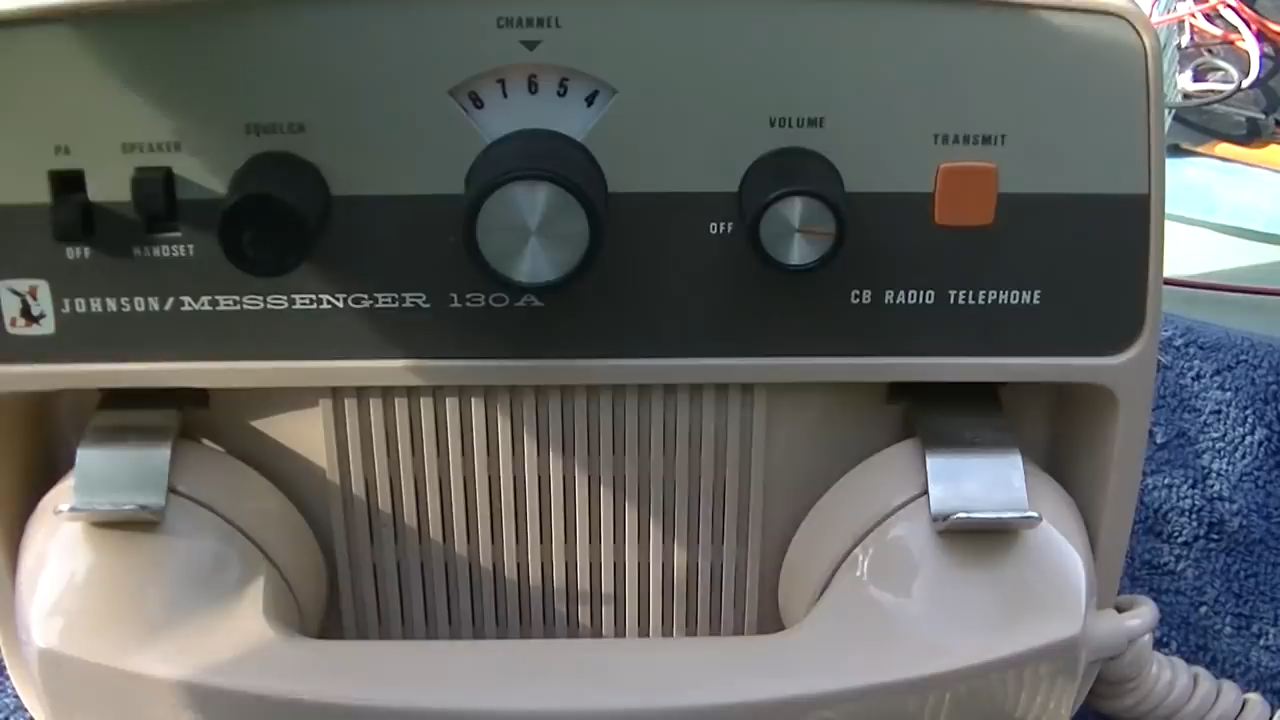 CHANNEL
8 7 6 5 4
PA
SPEAKER
SQUELCH
VOLUME
TRANSMIT
OFF
HANDSET
OFF
JOHNSON/MESSENGER 130A
CB RADIO TELEPHONE